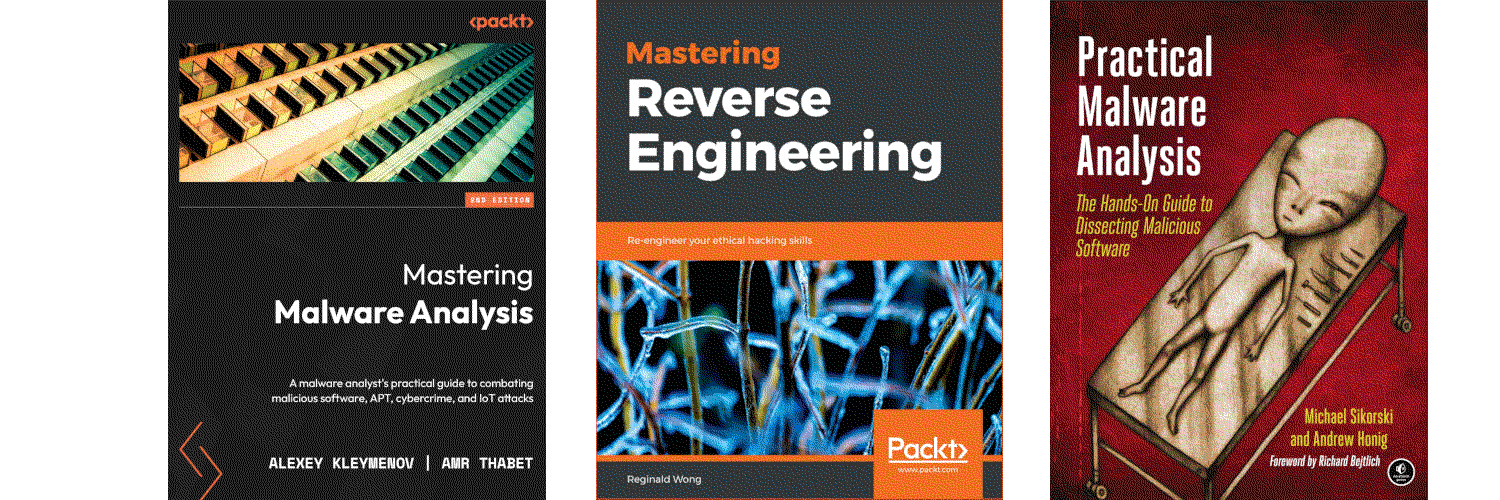 <packt>
2ND EDITION
Mastering
Malware Analysis
A malware analyst's practical guide to combating
malicious software, APT, cybercrime, and IoT attacks
ALEXEY KLEYMENOV | AMR THABET
Mastering
Reverse
Engineering
Re-engineer your ethical hacking skills
Packt>
www.packt.com
Reginald Wong
Practical
Malware
Analysis
The Hands-On Guide to
Dissecting Malicious
Software
Michael Sikorski
and Andrew Honig
Foreword by Richard Bejtlich